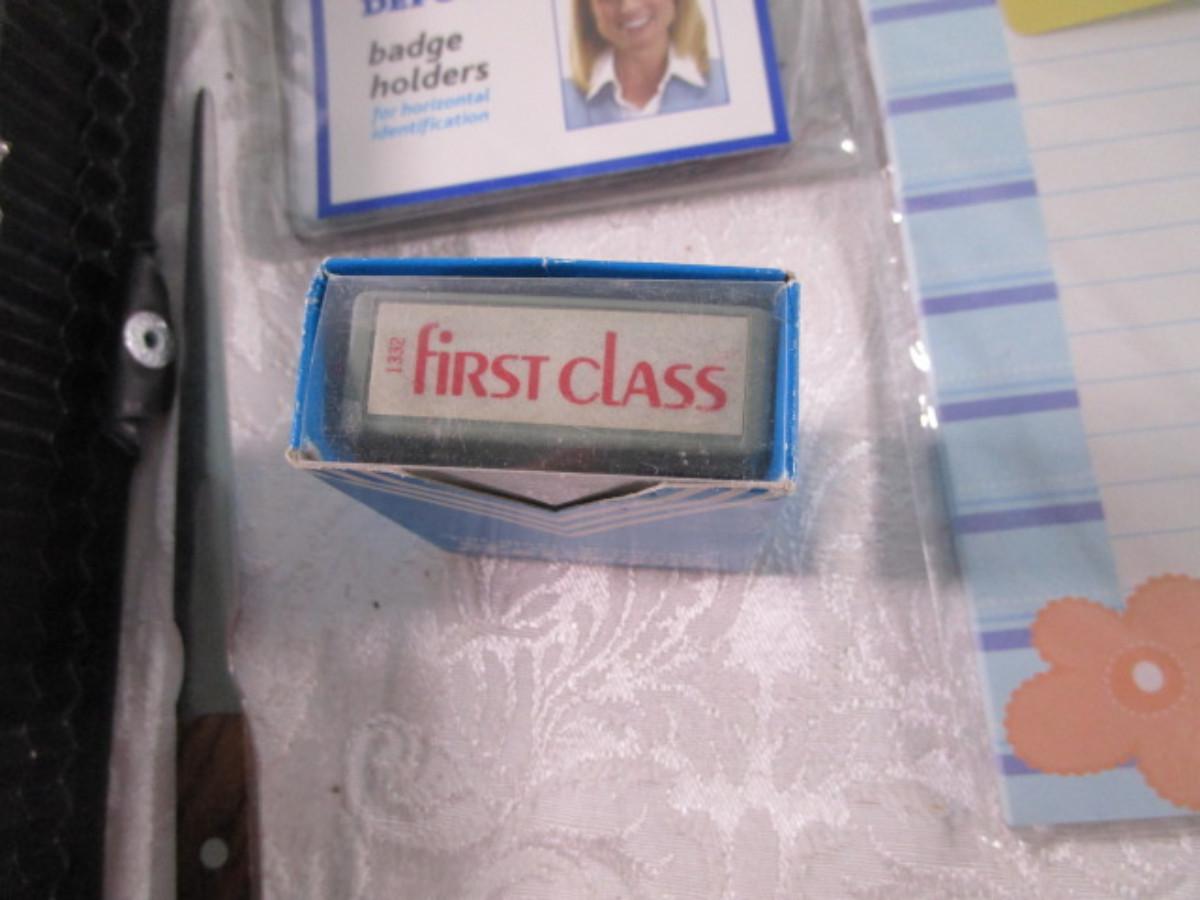 badge
holders
for horizontal
identification
1332
fiRST clASS